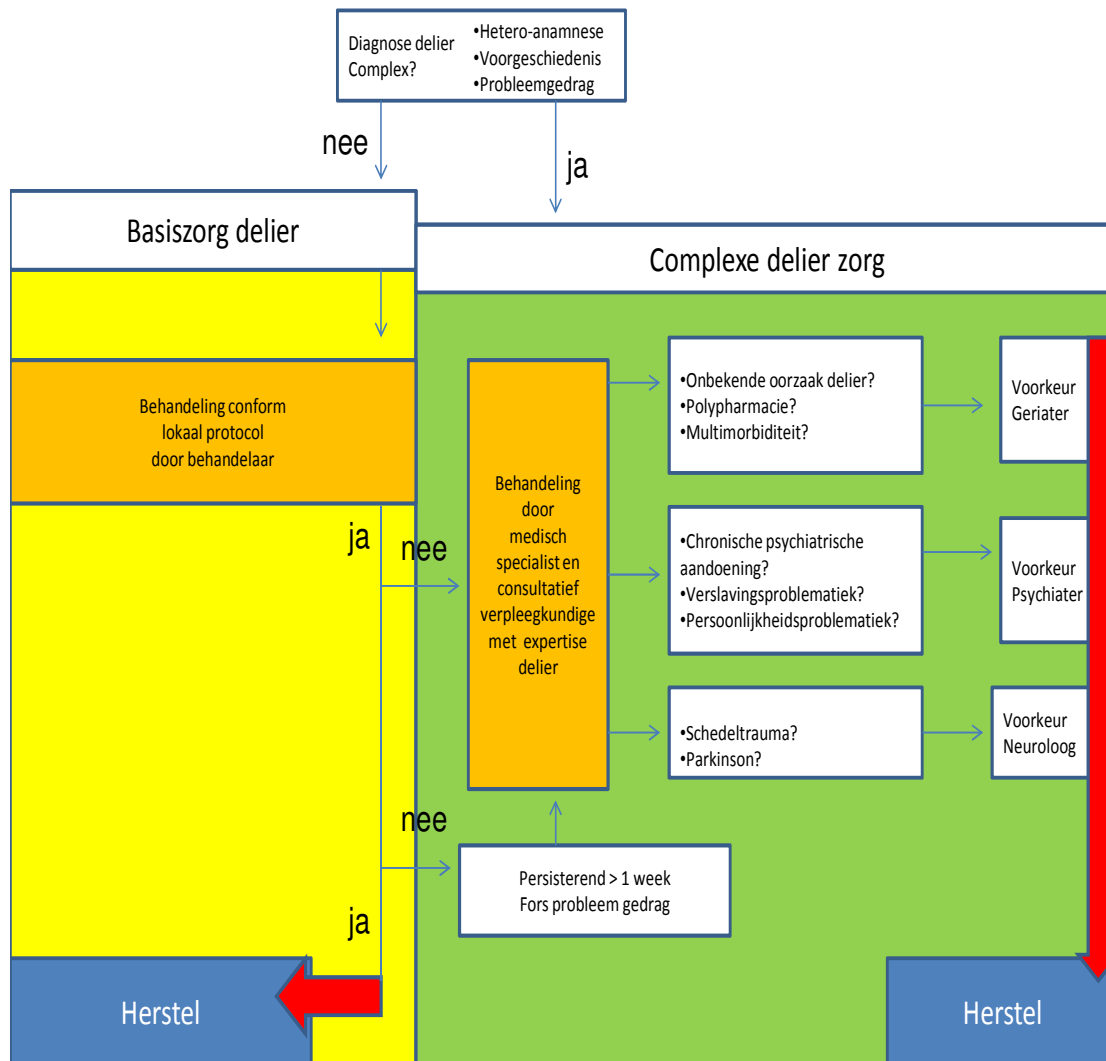 Diagnose delier
Complex?
•Hetero-anamnese
•Voorgeschiedenis
•Probleemgedrag
nee
ja
Basiszorg delier
Complexe delier zorg
Behandeling conform
lokaal protocol
door behandelaar
ja
nee
Behandeling
door
medisch
specialist en
consultatief
verpleegkundige
met expertise
delier
•Onbekende oorzaak delier?
•Polypharmacie?
•Multimorbiditeit?
Voorkeur
Geriater
•Chronische psychiatrische
aandoening?
•Verslavingsproblematiek?
•Persoonlijkheidsproblematiek?
Voorkeur
Psychiater
•Schedeltrauma?
•Parkinson?
Voorkeur
Neuroloog
nee
Persisterend > 1 week
Fors probleem gedrag
ja
Herstel
Herstel